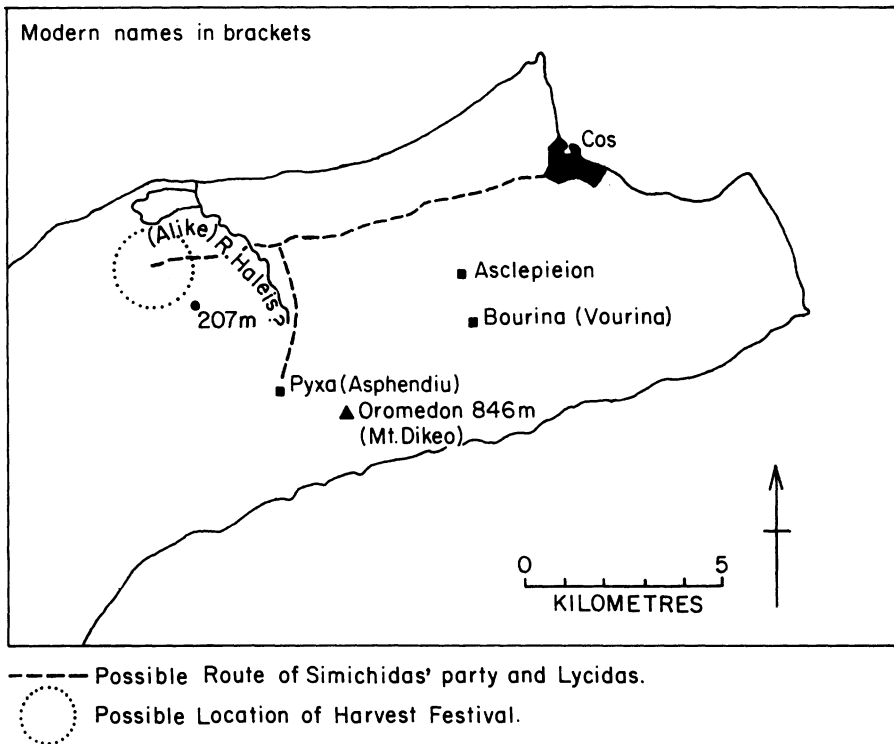 Modern names in brackets
Cos
(Alike)
R. Haleis?
Asclepieion
207m
Bourina (Vourina)
Pyxa (Asphendiu)
Oromedon 846m
(Mt. Dikeo)
0 5
KILOMETRES
Possible Route of Simichidas' party and Lycidas.
Possible Location of Harvest Festival.